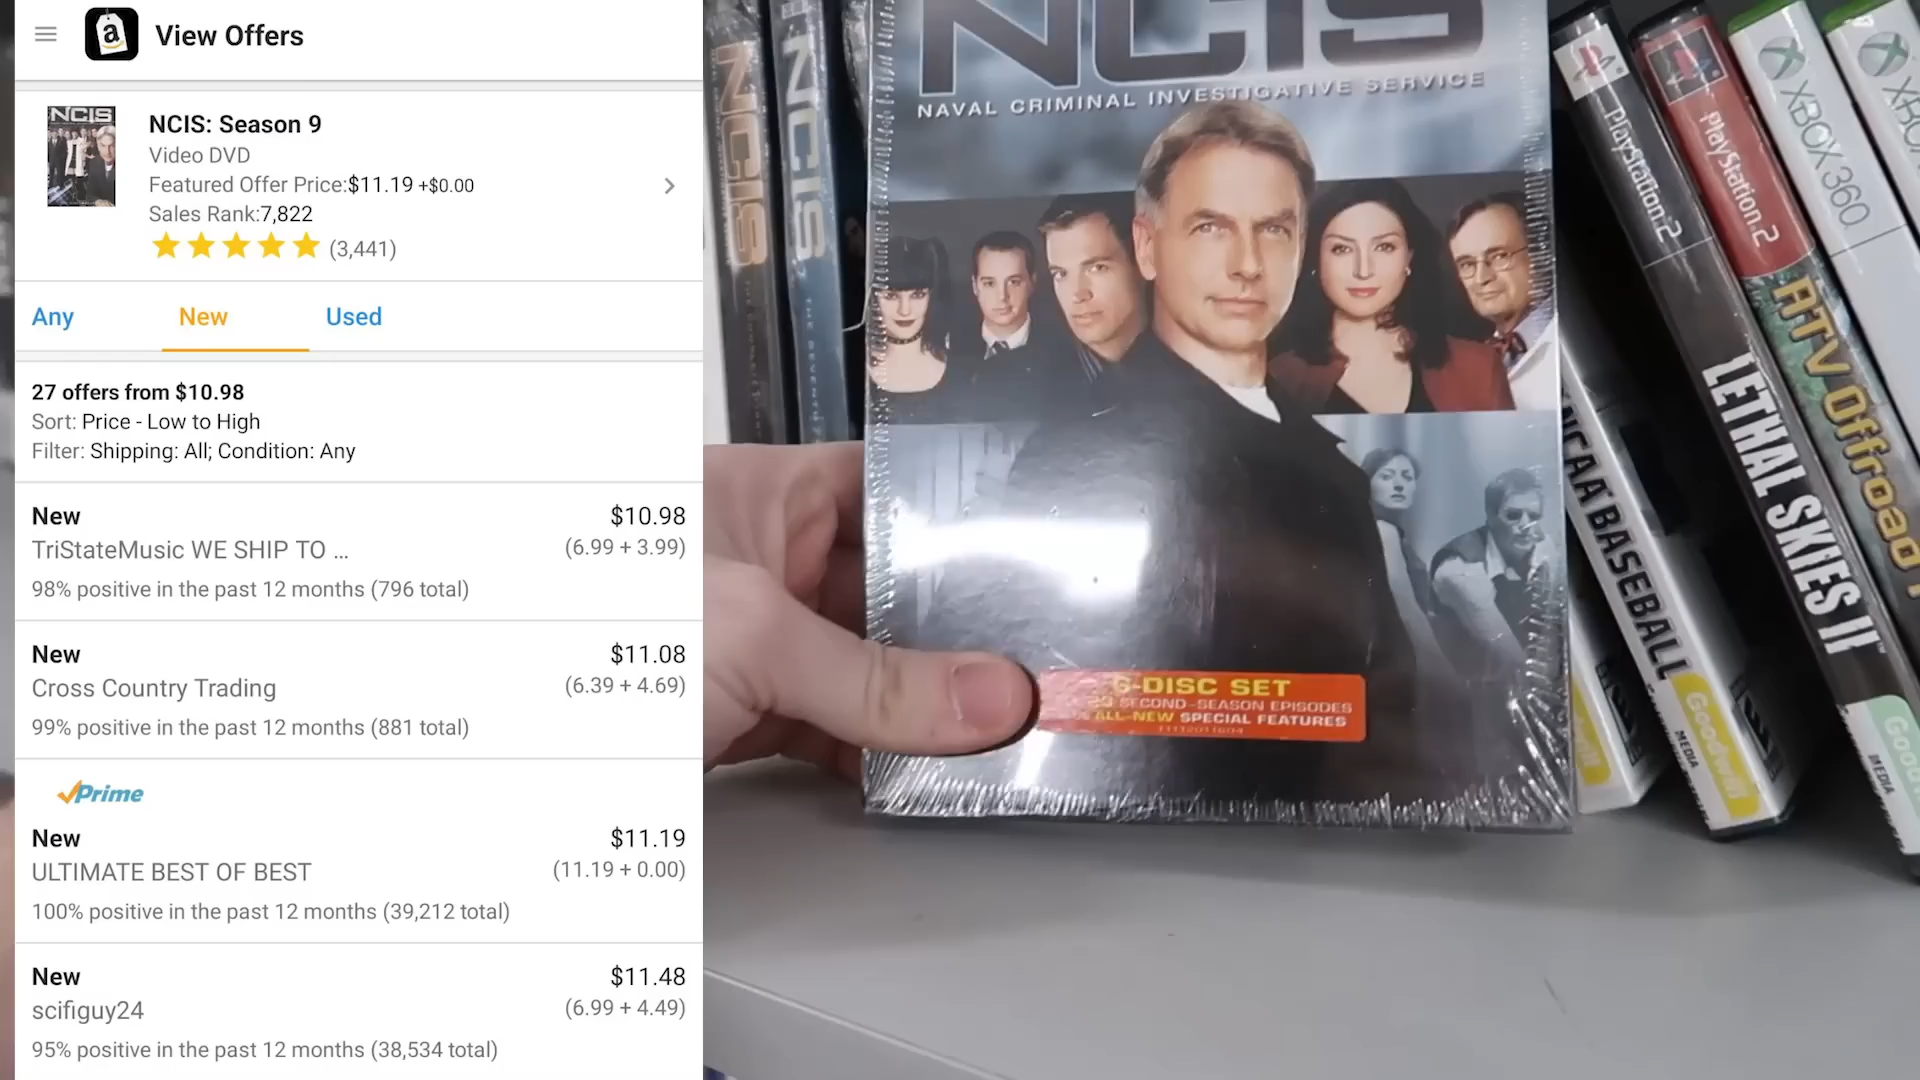 a
View Offers
NCIS
NCIS: Season 9
Video DVD
Featured Offer Price:$11.19 +$0.00
Sales Rank:7,822
(3,441)
Any
New
Used
27 offers from $10.98
Sort: Price - Low to High
Filter: Shipping: All; Condition: Any
New
$10.98
TriStateMusic WE SHIP TO ...
(6.99 + 3.99)
98% positive in the past 12 months (796 total)
New
$11.08
Cross Country Trading
(6.39 + 4.69)
99% positive in the past 12 months (881 total)
Prime
New
$11.19
ULTIMATE BEST OF BEST
(11.19 + 0.00)
100% positive in the past 12 months (39,212 total)
New
$11.48
scifiguy24
(6.99 + 4.49)
95% positive in the past 12 months (38,534 total)
NCIS
NCIS
NCIS
NAVAL CRIMINAL INVESTIGATIVE SERVICE
6-DISC SET
SECOND-SEASON EPISODES
ALL-NEW SPECIAL FEATURES
PlayStation 2
NCAA BASEBALL
PlayStation 2
LETHAL SKIES II
Goodwill
MEDIA
XBOX 360
ATV Offroad
MEDIA